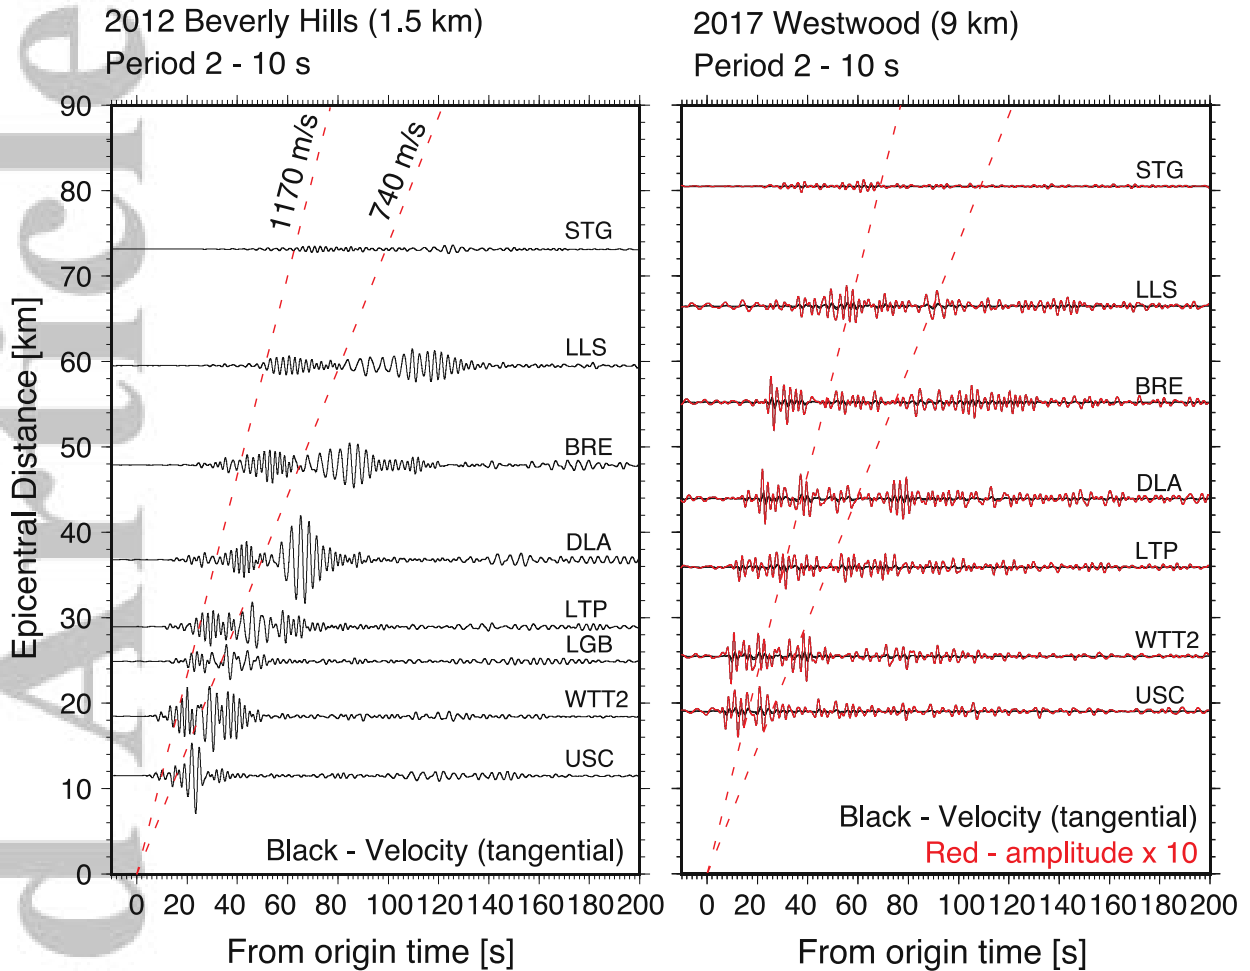 2012 Beverly Hills (1.5 km)
Period 2 - 10 s
90
80
70
60
50
40
30
20
10
0
Epicentral Distance [km]
1170 m/s
740 m/s
STG
LLS
BRE
DLA
LTP
LGB
WTT2
USC
Black - Velocity (tangential)
0 20 40 60 80 100 120 140 160 180 200
From origin time [s]
2017 Westwood (9 km)
Period 2 - 10 s
STG
LLS
BRE
DLA
LTP
WTT2
USC
Black - Velocity (tangential)
Red - amplitude x 10
0 20 40 60 80 100 120 140 160 180 200
From origin time [s]
d Article